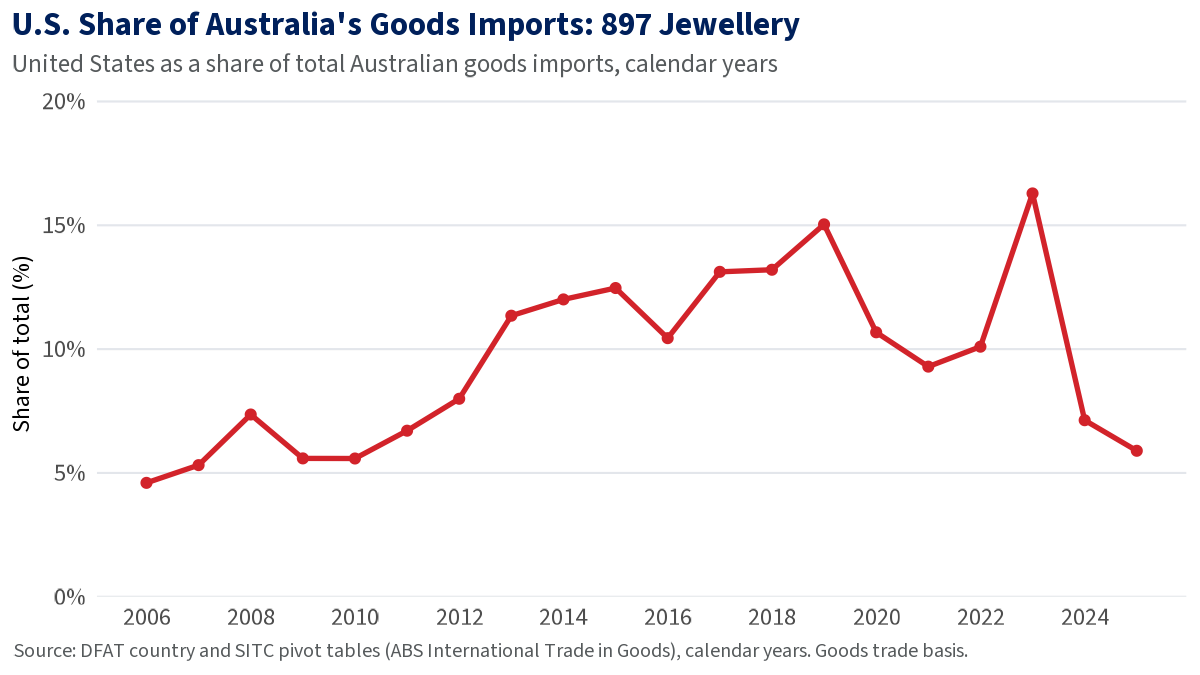 U.S. Share of Australia's Goods Imports: 897 Jewellery
United States as a share of total Australian goods imports, calendar years
20%
15%
10%
5%
0%
Share of total (%)
2006 2008 2010 2012 2014 2016 2018 2020 2022 2024
Source: DFAT country and SITC pivot tables (ABS International Trade in Goods), calendar years. Goods trade basis.